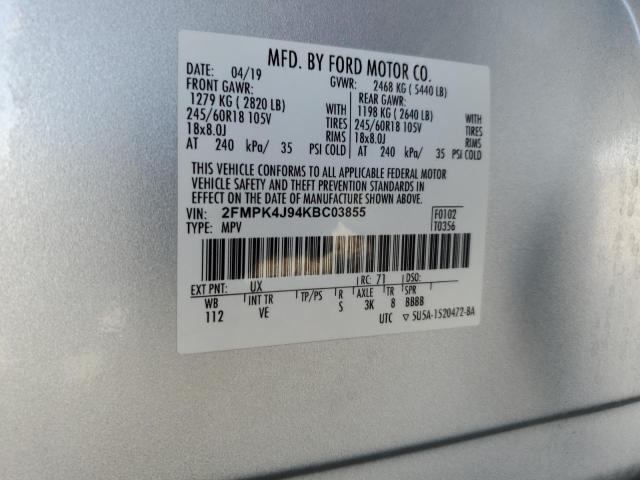 MFD. BY FORD MOTOR CO.
DATE: 04/19 GVWR: 2468 KG ( 5440 LB)
FRONT GAWR: REAR GAWR:
1279 KG ( 2820 LB) WITH 1198 KG ( 2640 LB) WITH
245/60R18 105V TIRES 245/60R18 105V TIRES
18x8.0J RIMS 18x8.0J RIMS
AT 240 kPa/ 35 PSI COLD AT 240 kPa/ 35 PSI COLD
THIS VEHICLE CONFORMS TO ALL APPLICABLE FEDERAL MOTOR
VEHICLE SAFETY AND THEFT PREVENTION STANDARDS IN
EFFECT ON THE DATE OF MANUFACTURE SHOWN ABOVE.
VIN: 2FMPK4J94KBC03855 F0102
TYPE: MPV T0356
EXT PNT: UX RC: 71 DSO:
WB INT TR TP/PS R AXLE TR SPR
112 VE S 3K 8 BBBB
UTC ▽ 5U5A-1520472-BA